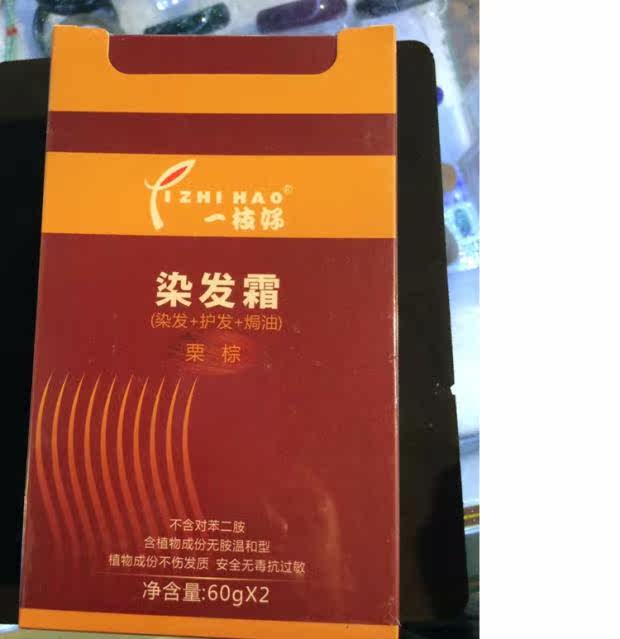 YIZHI HAO®
一枝好
染发霜
(染发+护发+焗油)
栗 棕
不含对苯二胺
含植物成份无胺温和型
植物成份不伤发质 安全无毒抗过敏
净含量:60gX2